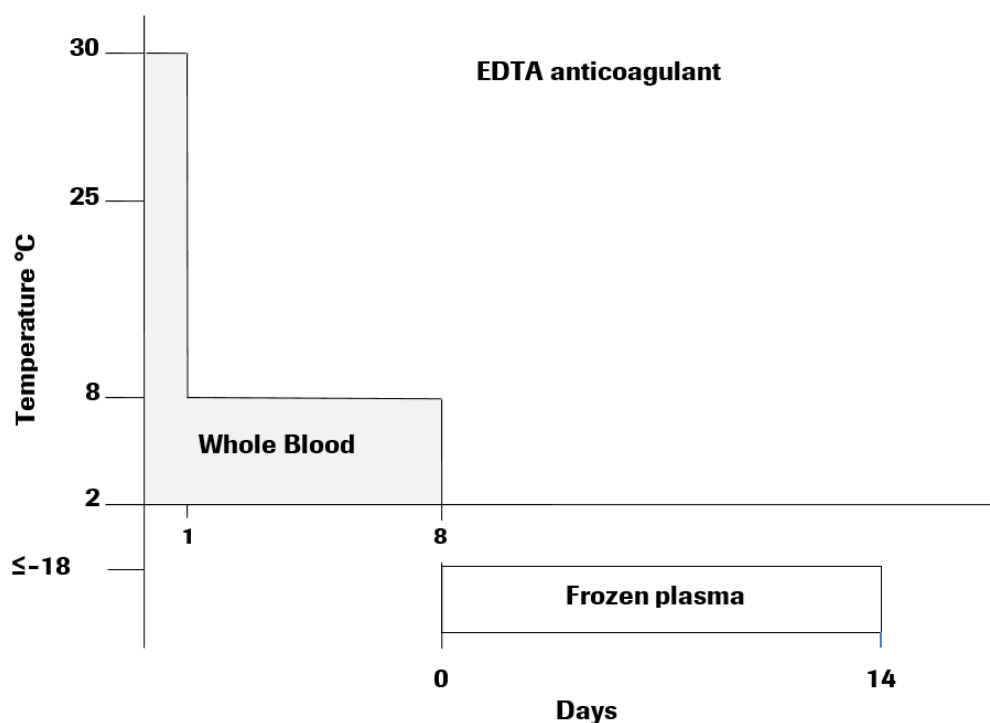 30
EDTA anticoagulant
25
Temperature °C
8
Whole Blood
2
1
8
≤-18
Frozen plasma
0
14
Days